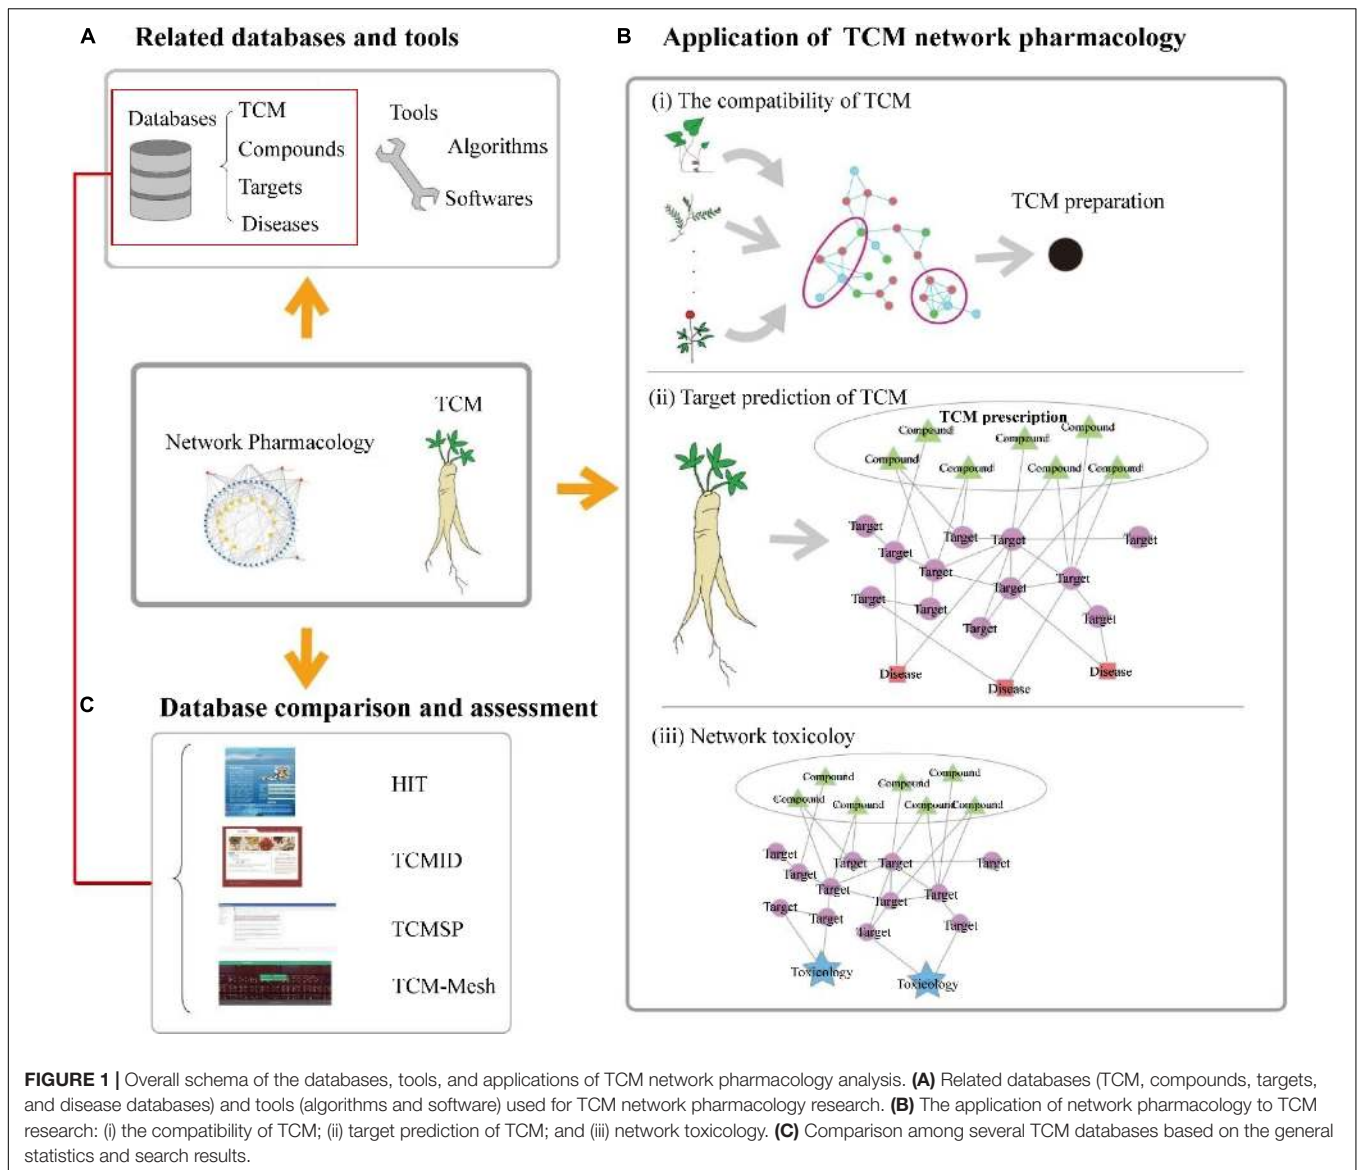 A Related databases and tools
Databases
TCM
Compounds
Targets
Diseases
Tools
Algorithms
Softwares
Network Pharmacology
TCM
C Database comparison and assessment
HIT
TCMID
TCMSP
TCM-Mesh
B Application of TCM network pharmacology
(i) The compatibility of TCM
TCM preparation
(ii) Target prediction of TCM
TCM prescription
Compound
Compound
Compound
Compound
Compound
Compound
Compound
Target
Target
Target
Target
Target
Target
Target
Target
Target
Target
Target
Target
Disease
Disease
Disease
(iii) Network toxicoloy
Compound
Compound
Compound
Compound
Compound
Compound
Compound
Target
Target
Target
Target
Target
Target
Target
Target
Target
Target
Target
Target
Toxicology
Toxicology
FIGURE 1 | Overall schema of the databases, tools, and applications of TCM network pharmacology analysis. (A) Related databases (TCM, compounds, targets,
and disease databases) and tools (algorithms and software) used for TCM network pharmacology research. (B) The application of network pharmacology to TCM
research: (i) the compatibility of TCM; (ii) target prediction of TCM; and (iii) network toxicology. (C) Comparison among several TCM databases based on the general
statistics and search results.